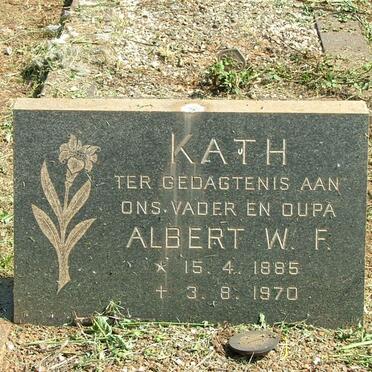 KATH
TER GEDAGTENIS AAN
ONS VADER EN OUPA
ALBERT W. F.
* 15. 4. 1885
+ 3. 8. 1970